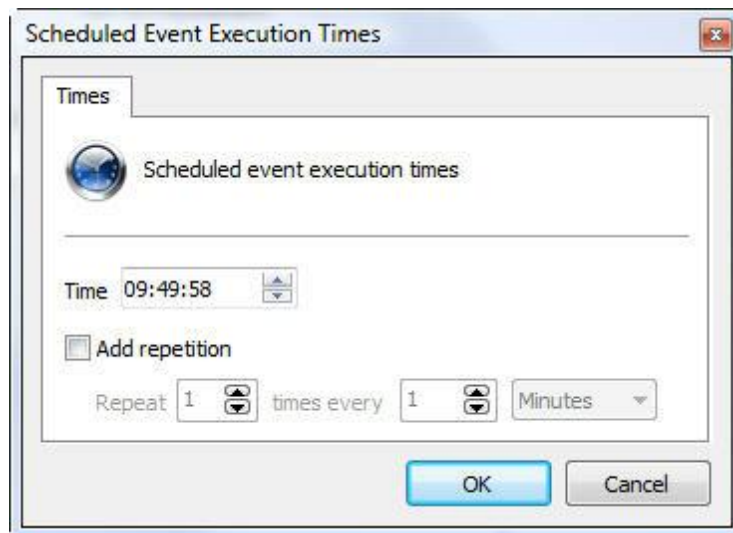 Scheduled Event Execution Times
Times
Scheduled event execution times
Time 09:49:58
Add repetition
Repeat 1 times every 1 Minutes
OK Cancel